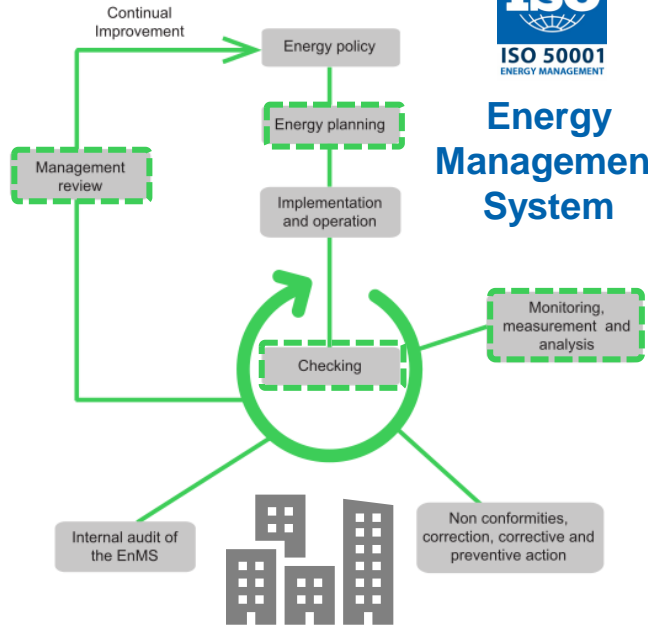 Continual
Improvement
Energy policy
ISO
ISO 50001
ENERGY MANAGEMENT
Energy planning
Energy
Managemen
System
Management
review
Implementation
and operation
Monitoring,
measurement and
analysis
Checking
Internal audit of
the EnMS
Non conformities,
correction, corrective and
preventive action